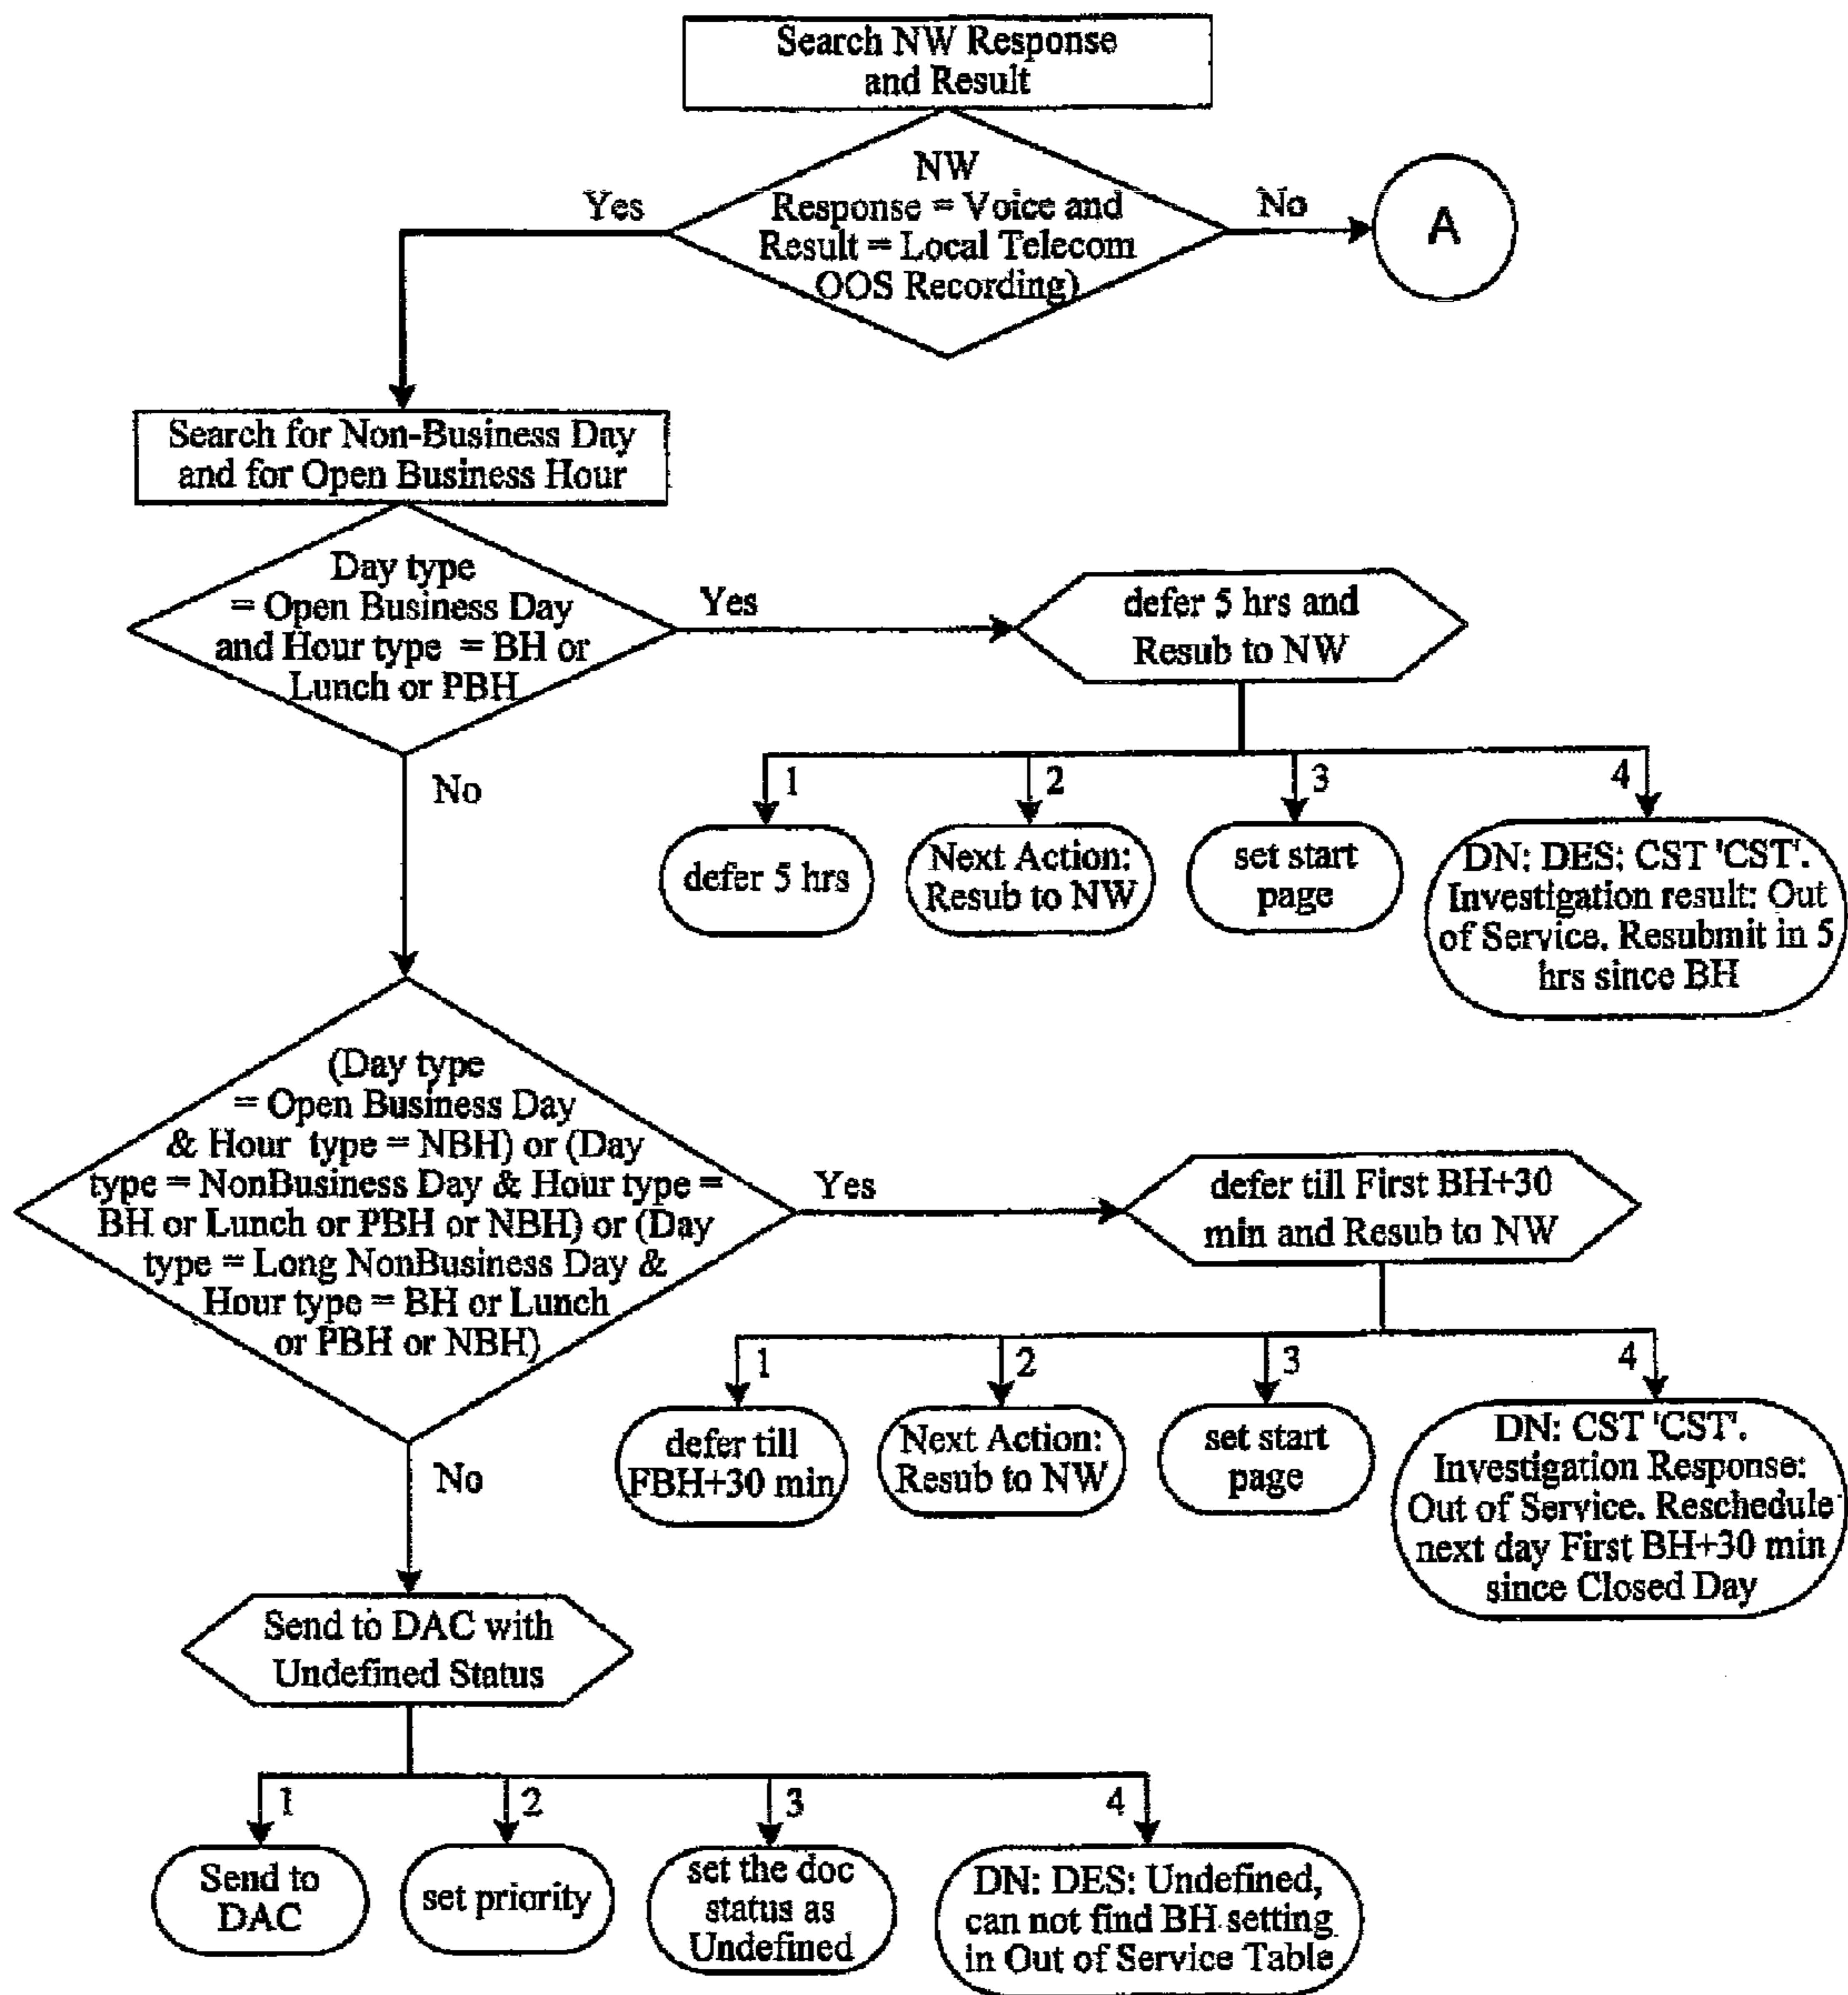 Search NW Response
and Result
NW
Response = Voice and
Result = Local Telecom
OOS Recording)
Yes
No
A
Search for Non-Business Day
and for Open Business Hour
Day type
= Open Business Day
and Hour type = BH or
Lunch or PBH
Yes
No
defer 5 hrs and
Resub to NW
1
2
3
4
defer 5 hrs
Next Action:
Resub to NW
set start
page
DN: DES: CST 'CST'.
Investigation result: Out
of Service. Resubmit in 5
hrs since BH
(Day type
= Open Business Day
& Hour type = NBH) or (Day
type = NonBusiness Day & Hour type =
BH or Lunch or PBH or NBH) or (Day
type = Long NonBusiness Day &
Hour type = BH or Lunch
or PBH or NBH)
Yes
No
defer till First BH+30
min and Resub to NW
1
2
3
4
defer till
FBH+30 min
Next Action:
Resub to NW
set start
page
DN: CST 'CST'.
Investigation Response:
Out of Service. Reschedule
next day First BH+30 min
since Closed Day
Send to DAC with
Undefined Status
1
2
3
4
Send to
DAC
set priority
set the doc
status as
Undefined
DN: DES: Undefined,
can not find BH setting
in Out of Service Table